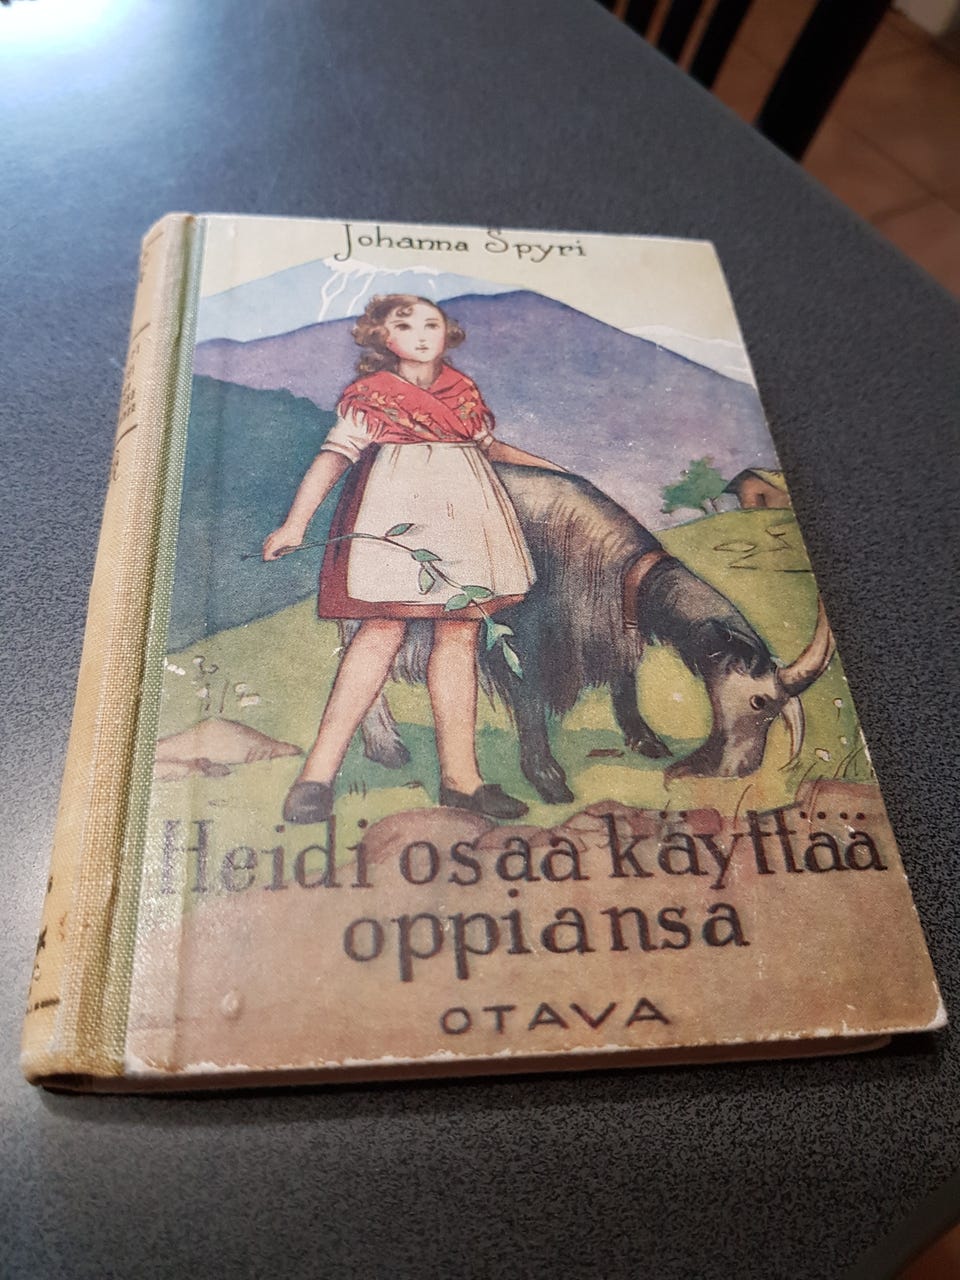 Johanna Spyri
Heidi osaa käyttää
oppiansa
OTAVA